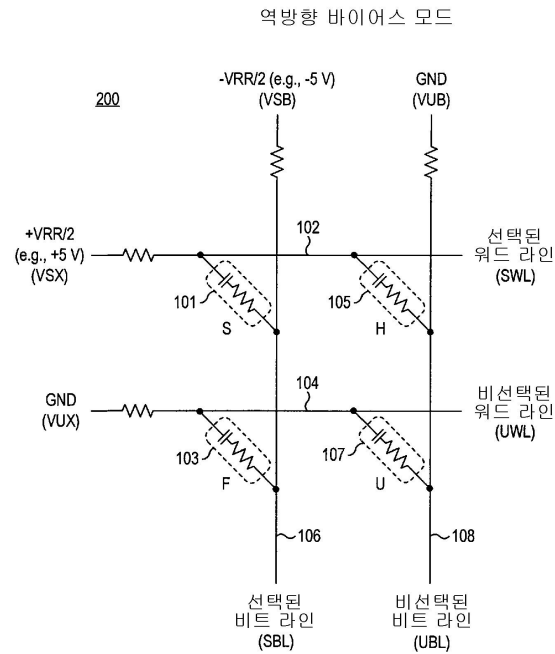 역방향 바이어스 모드
-VRR/2 (e.g., -5 V)
(VSB)
GND
(VUB)
200
+VRR/2
(e.g., +5 V)
(VSX)
102
선택된
워드 라인
(SWL)
101
S
105
H
GND
(VUX)
104
비선택된
워드 라인
(UWL)
103
F
107
U
106
108
선택된
비트 라인
(SBL)
비선택된
비트 라인
(UBL)